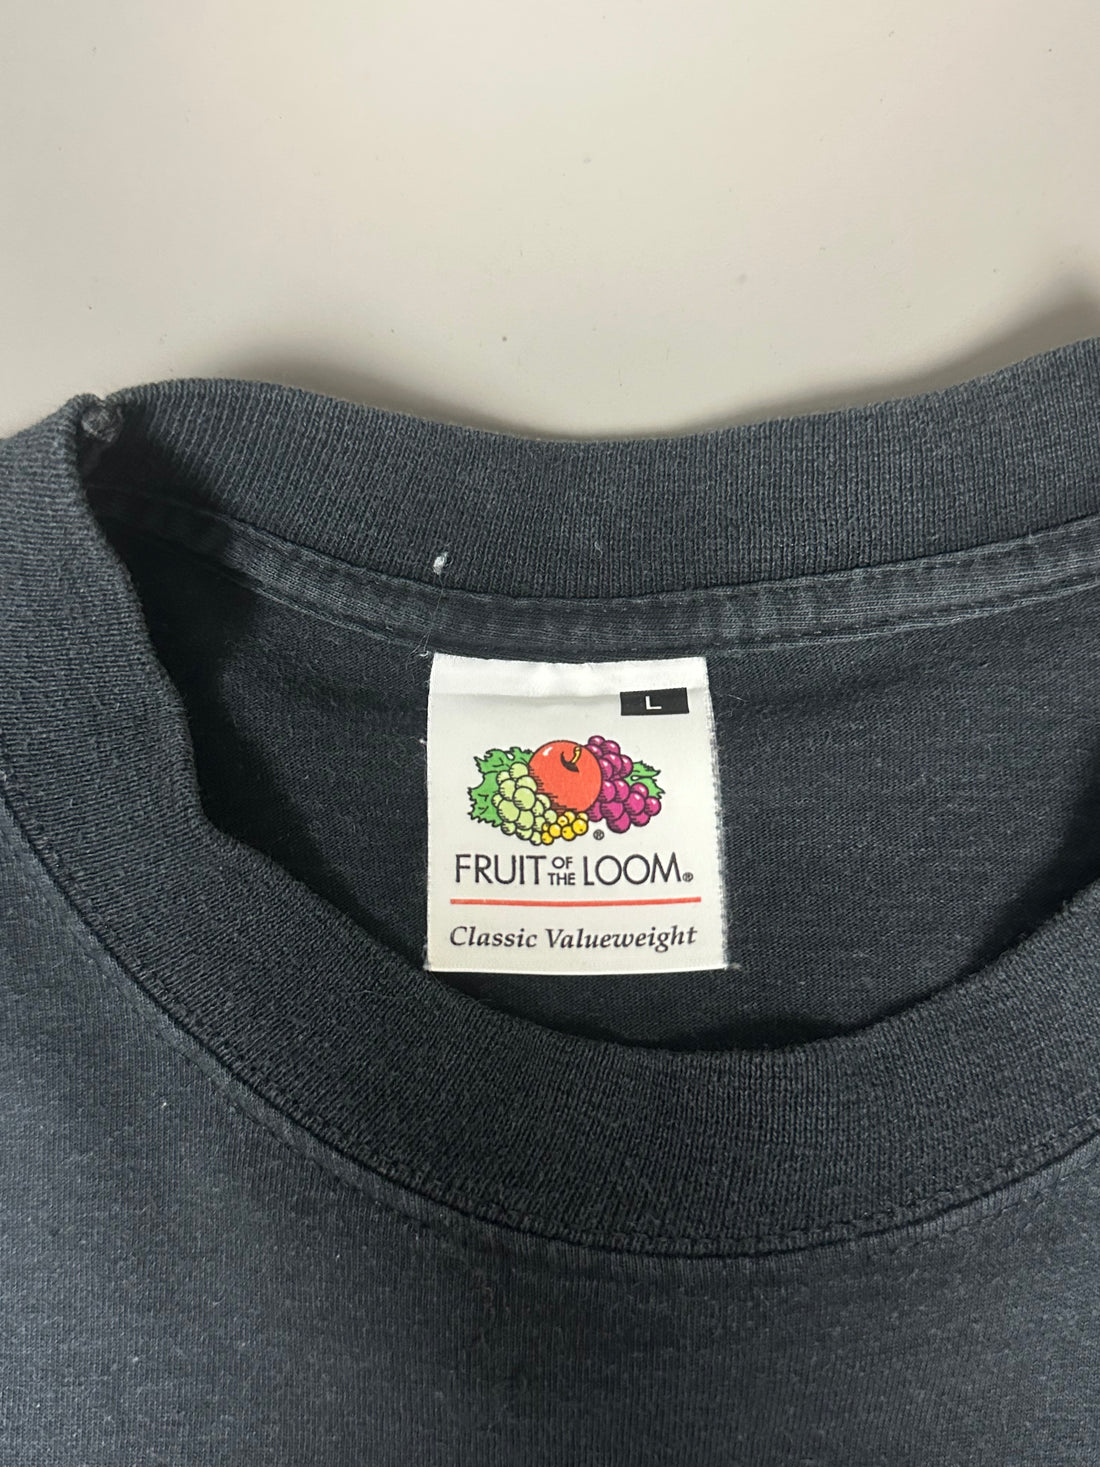 L
®
FRUIT OF THE LOOM®
Classic Valueweight